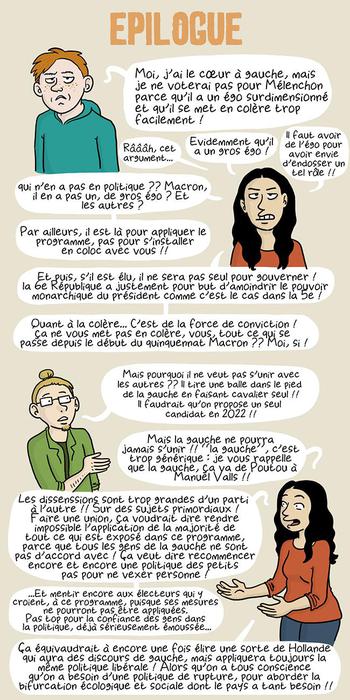 EPILOGUE
Moi, j'ai le cœur à gauche, mais
je ne voterai pas pour Mélenchon
parce qu'il a un égo surdimensionné
et qu'il se met en colère trop
facilement !
Rââââh, cet
argument...
Evidemment qu'il
a un gros égo !
Il faut avoir
de l'égo pour
avoir envie
d'endosser un
tel rôle !!
qui n'en a pas en politique ?? Macron,
il en a pas un, de gros égo ? Et
les autres ?
Par ailleurs, il est là pour appliquer le
programme, pas pour s'installer
en coloc avec vous !!
Et puis, s'il est élu, il ne sera pas seul pour gouverner !
la 6e République a justement pour but d'amoindrir le pouvoir
monarchique du président comme c'est le cas dans la 5e !
Quant à la colère... C'est de la force de conviction !
Ça ne vous met pas en colère, vous, tout ce qui se
passe depuis le début du quinquennat Macron ?? Moi, si !
Mais pourquoi il ne veut pas s'unir avec
les autres ?? Il tire une balle dans le pied
de la gauche en faisant cavalier seul !!
Il faudrait qu'on propose un seul
candidat en 2022 !!
Mais la gauche ne pourra
jamais s'unir !! "la gauche", c'est
trop générique : je vous rappelle
que la gauche, ça va de Poutou à
Manuel Valls !!
Les dissensions sont trop grandes d'un parti
à l'autre !! Sur des sujets primordiaux !
Faire une union, ça voudrait dire rendre
impossible l'application de la majorité de
tout ce qui est exposé dans ce programme,
parce que tous les gens de la gauche ne sont
pas d'accord avec ! Ça veut dire recommencer
encore et encore une politique des petits
pas pour ne vexer personne !
...Et mentir encore aux électeurs qui y
croient, à ce programme, puisque ses mesures
ne pourront pas être appliquées.
Pas top pour la confiance des gens dans
la politique, déjà sérieusement émoussée...
Ça équivaudrait à encore une fois élire une sorte de Hollande
qui aura des discours de gauche, mais appliquera toujours la
même politique libérale ! Alors qu'on a tous conscience
qu'on a besoin d'une politique de rupture, pour aborder la
bifurcation écologique et sociale dont le pays a tant besoin !!